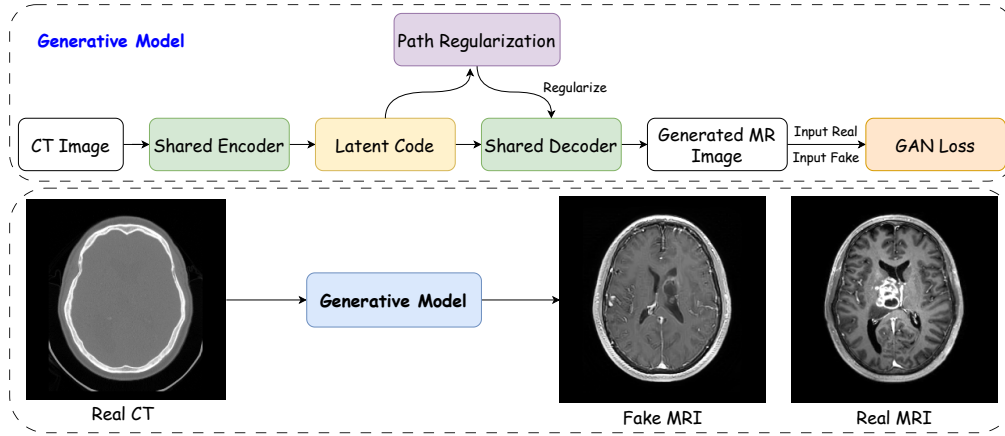 Generative Model
Path Regularization
Regularize
CT Image
Shared Encoder
Latent Code
Shared Decoder
Generated MR
Image
Input Real
Input Fake
GAN Loss
Generative Model
Real CT
Fake MRI
Real MRI